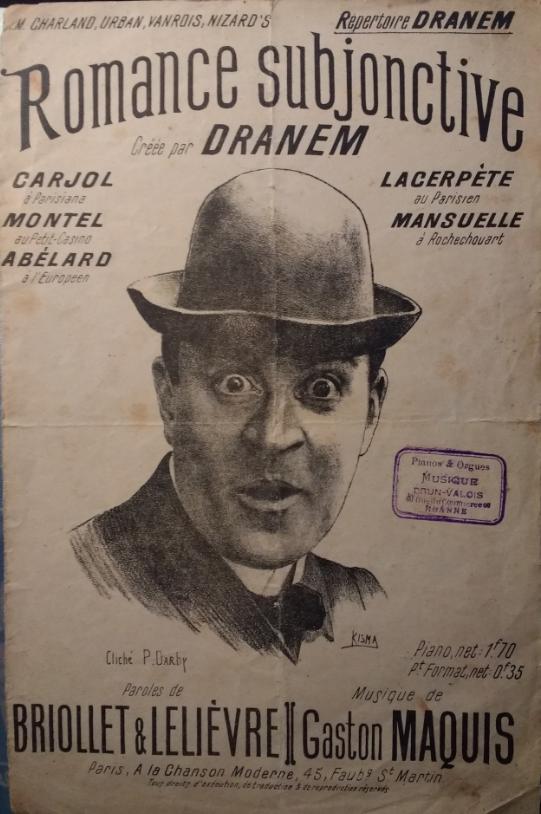 M. CHARLAND, URBAN, VANROIS, NIZARD'S
Répertoire DRANEM
Romance subjonctive
Créée par DRANEM
CARJOL
à Parisiana
MONTEL
au Petit-Casino
ABÉLARD
à l'Européen
LACERPÈTE
au Parisien
MANSUELLE
à Rochechouart
Pianos & Orgues
MUSIQUE
BRUN-VALOIS
ROANNE
KISMA
Cliché P. DARBY
Piano, net: 1f70
Pt Format, net: 0f.35
Paroles de
BRIOLLET & LELIÈVRE
Musique de
Gaston MAQUIS
Paris, A la Chanson Moderne, 45, Faubg St Martin
Tous droits d'exécution, de traduction & de reproduction réservés